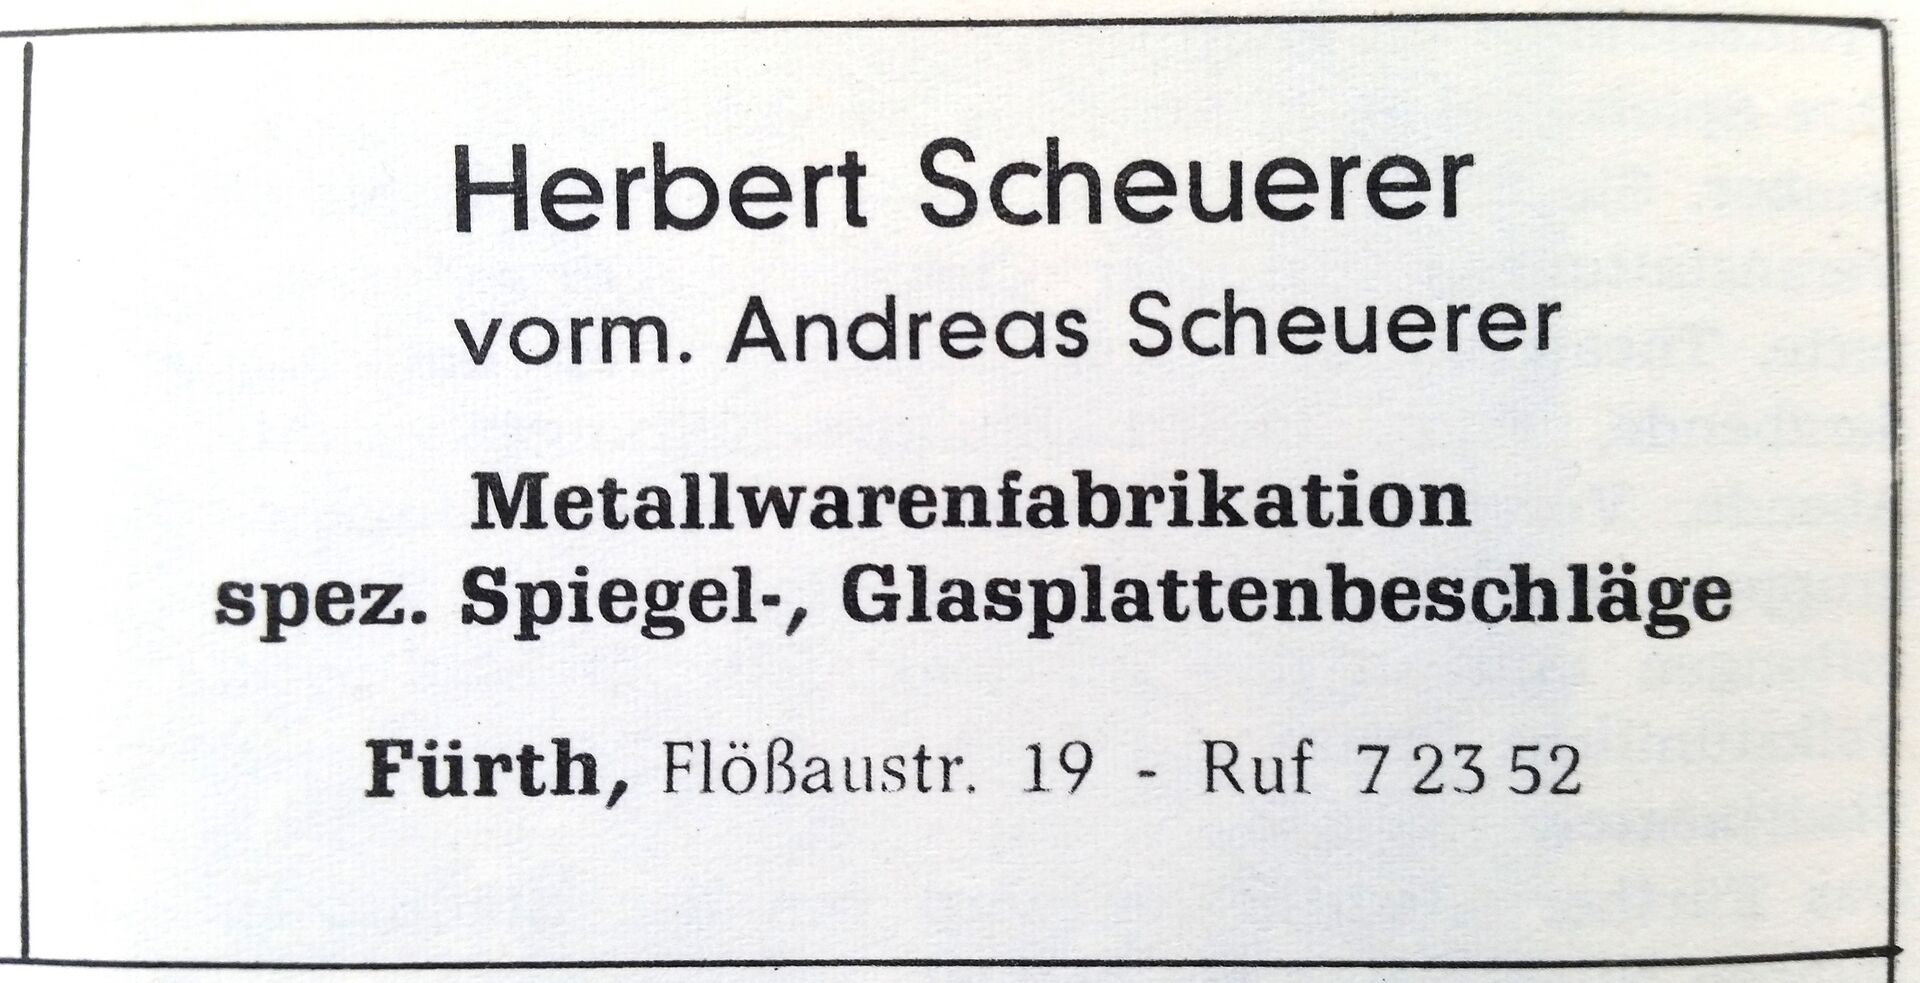 Herbert Scheuerer
vorm. Andreas Scheuerer
Metallwarenfabrikation
spez. Spiegel-, Glasplattenbeschläge
Fürth, Flößaustr. 19 - Ruf 7 23 52